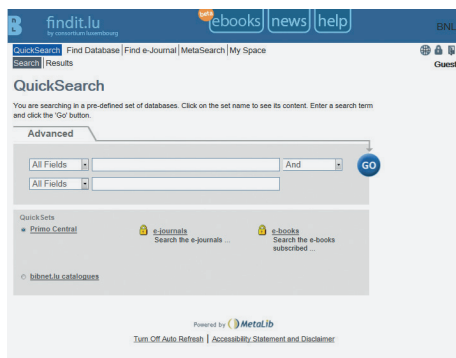 findit.lu
by consortium luxembourg
beta
ebooks news help
BNL
QuickSearch Find Database Find e-Journal MetaSearch My Space
Search Results
Guest
QuickSearch
You are searching in a pre-defined set of databases. Click on the set name to see its content. Enter a search term
and click the 'Go' button.
Advanced
All Fields And
GO
All Fields
QuickSets
Primo Central e-journals e-books
Search the e-journals ... Search the e-books
subscribed ...
bibnet.lu catalogues
Powered by MetaLib
Turn Off Auto Refresh | Accessibility Statement and Disclaimer